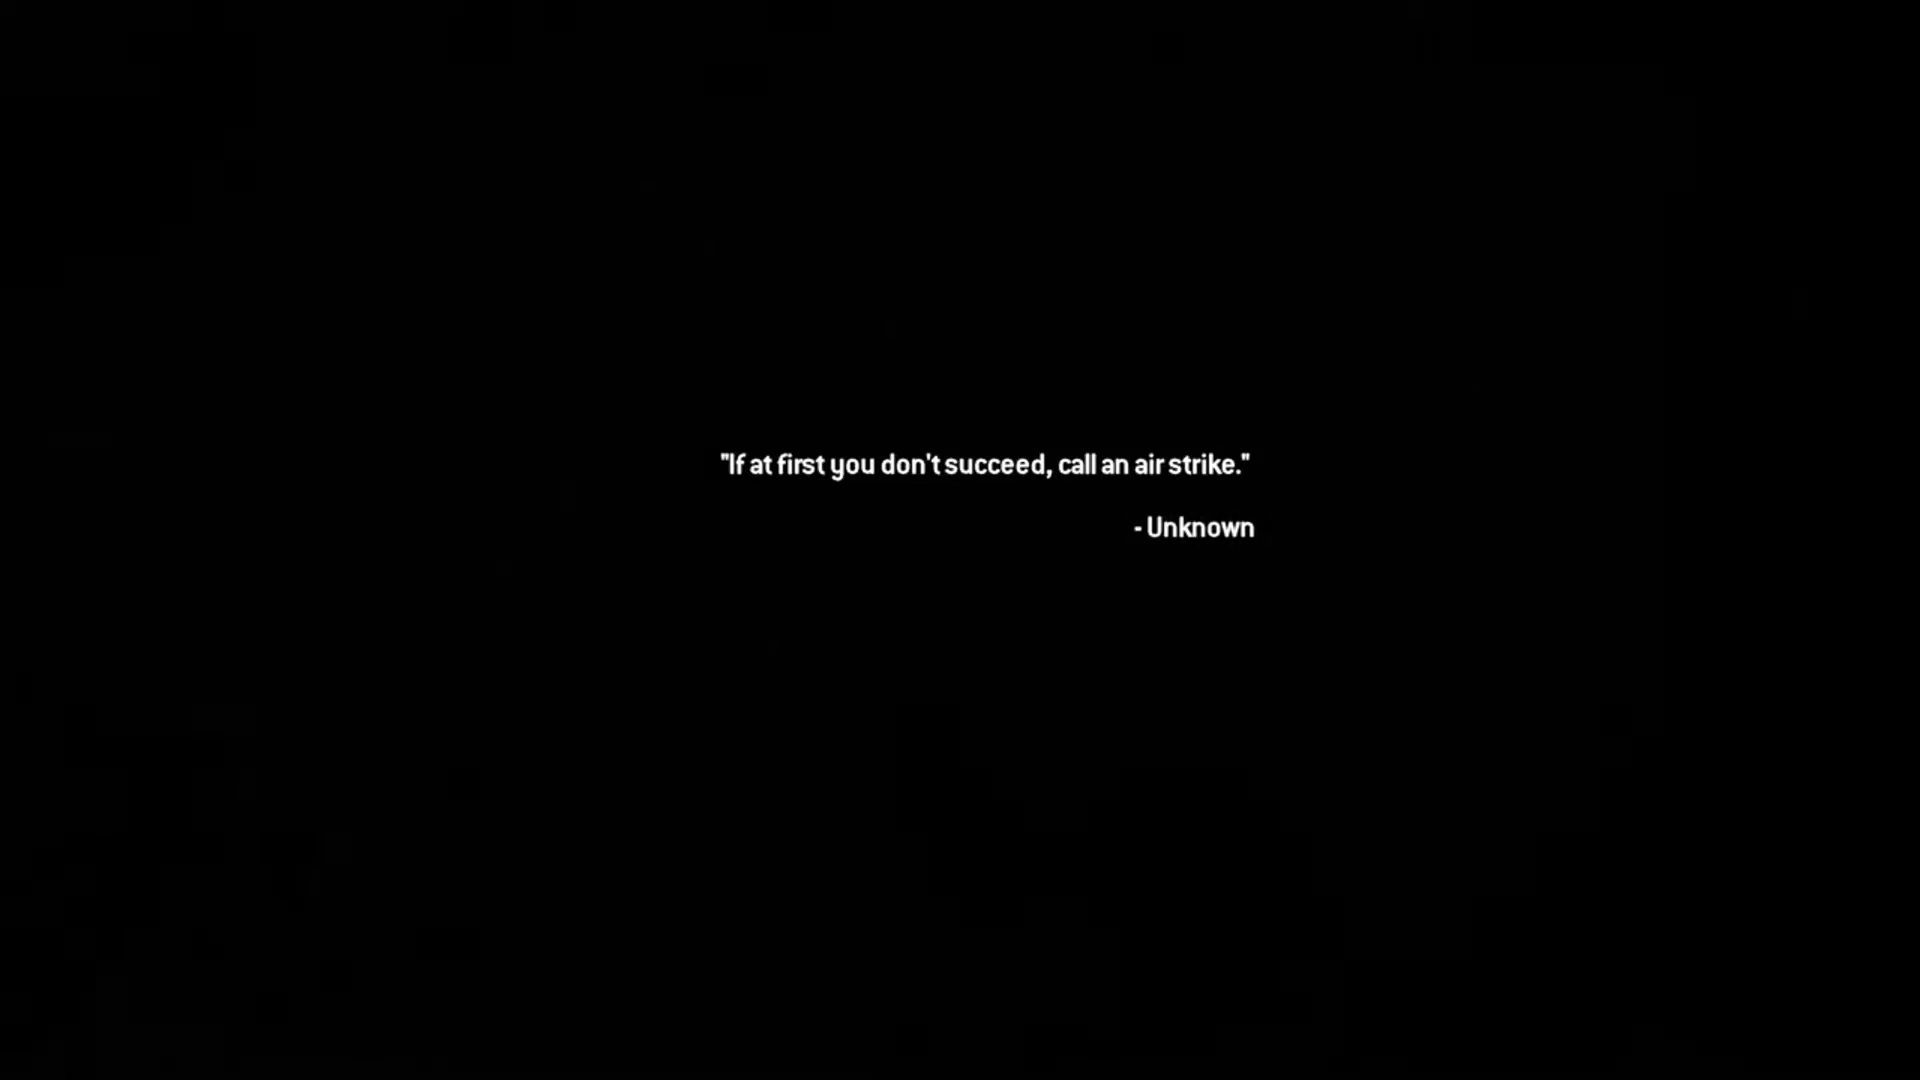 "If at first you don't succeed, call an air strike."
- Unknown